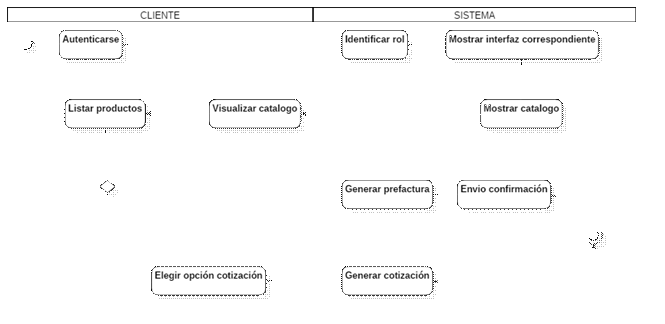 CLIENTE
SISTEMA
Autenticarse
Identificar rol
Mostrar interfaz correspondiente
Listar productos
Visualizar catalogo
Mostrar catalogo
Generar prefactura
Envio confirmación
Elegir opción cotización
Generar cotización